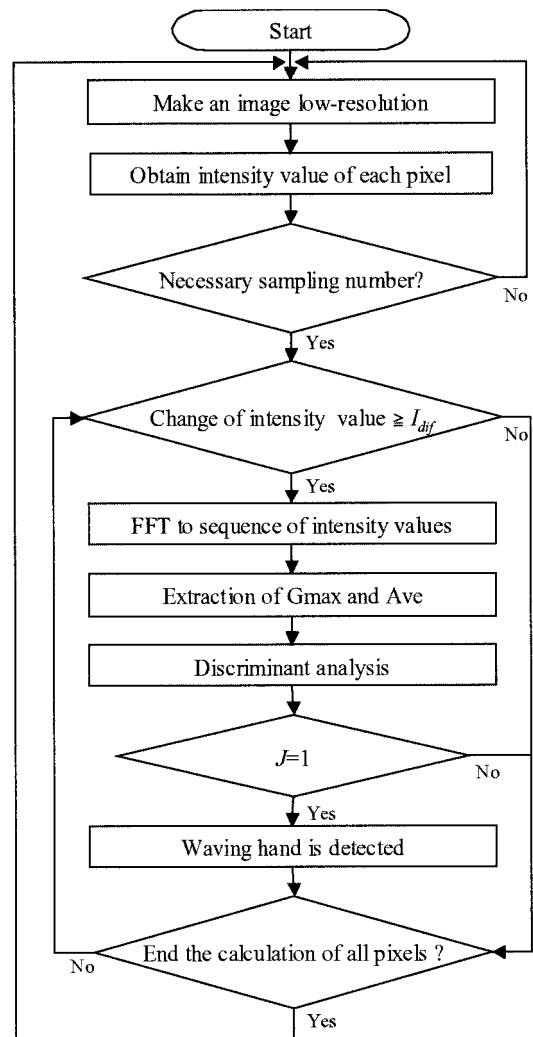 Start
Make an image low-resolution
Obtain intensity value of each pixel
Necessary sampling number?
No
Yes
Change of intensity value ≧ I_dif
No
Yes
FFT to sequence of intensity values
Extraction of Gmax and Ave
Discriminant analysis
J=1
No
Yes
Waving hand is detected
End the calculation of all pixels ?
No
Yes